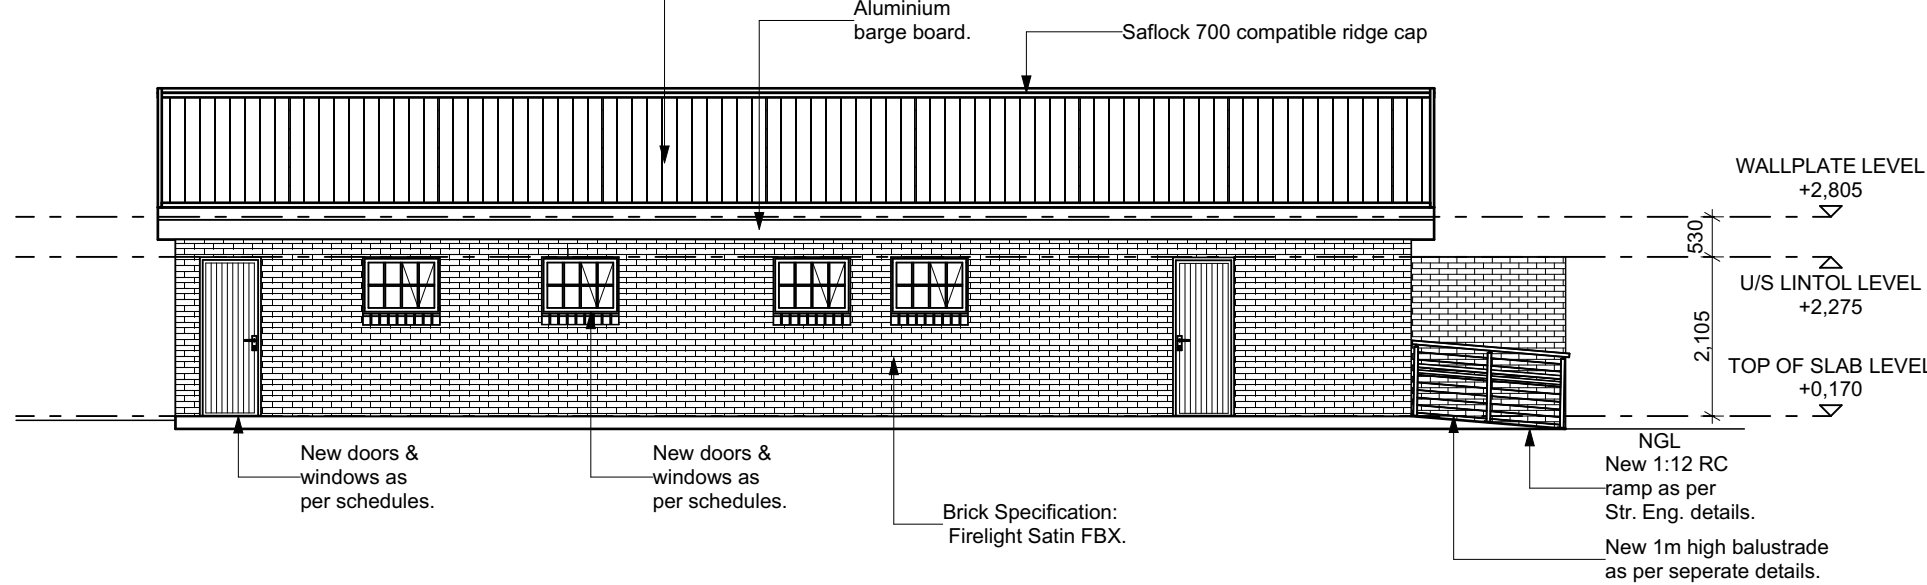 Aluminium
barge board.
Saflock 700 compatible ridge cap
WALLPLATE LEVEL
+2,805
530
U/S LINTOL LEVEL
+2,275
2,105
TOP OF SLAB LEVEL
+0,170
New doors &
windows as
per schedules.
New doors &
windows as
per schedules.
Brick Specification:
Firelight Satin FBX.
NGL
New 1:12 RC
ramp as per
Str. Eng. details.
New 1m high balustrade
as per seperate details.